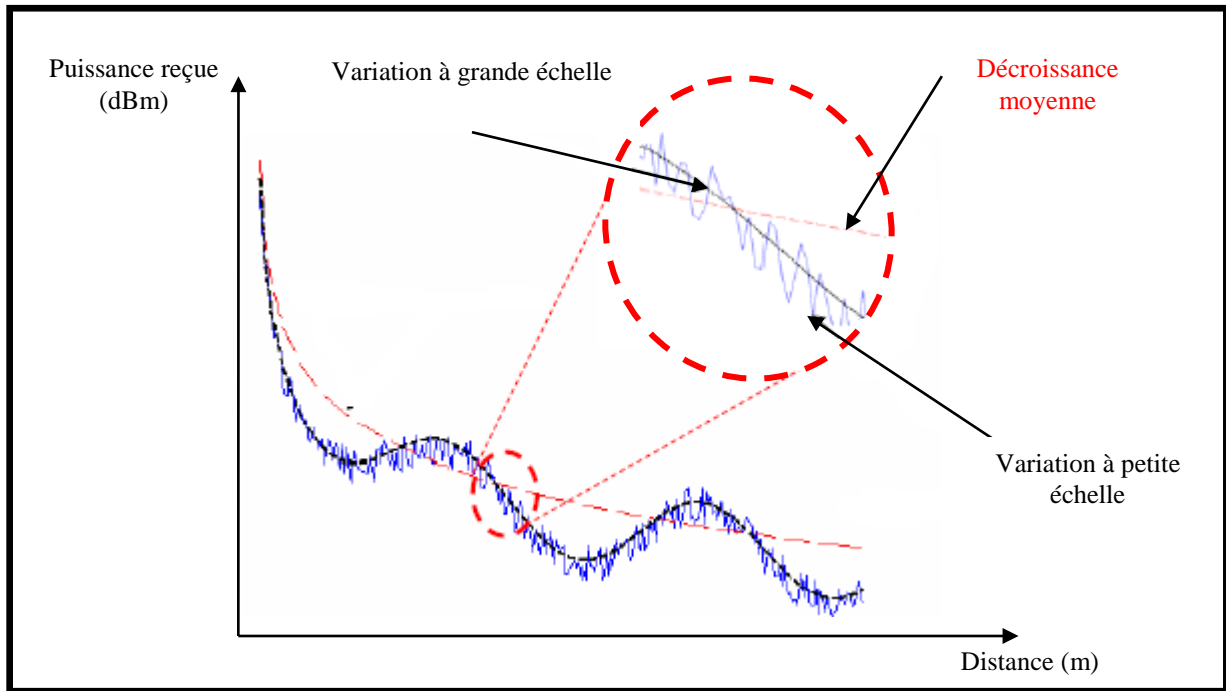 Puissance reçue
(dBm)
Variation à grande échelle
Décroissance
moyenne
Variation à petite
échelle
Distance (m)